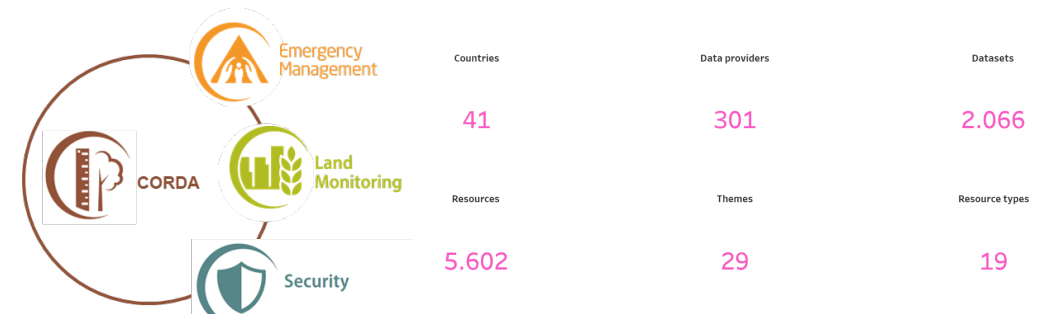 Emergency
Management
CORDA
Land
Monitoring
Security
Countries
Data providers
Datasets
41
301
2.066
Resources
Themes
Resource types
5.602
29
19